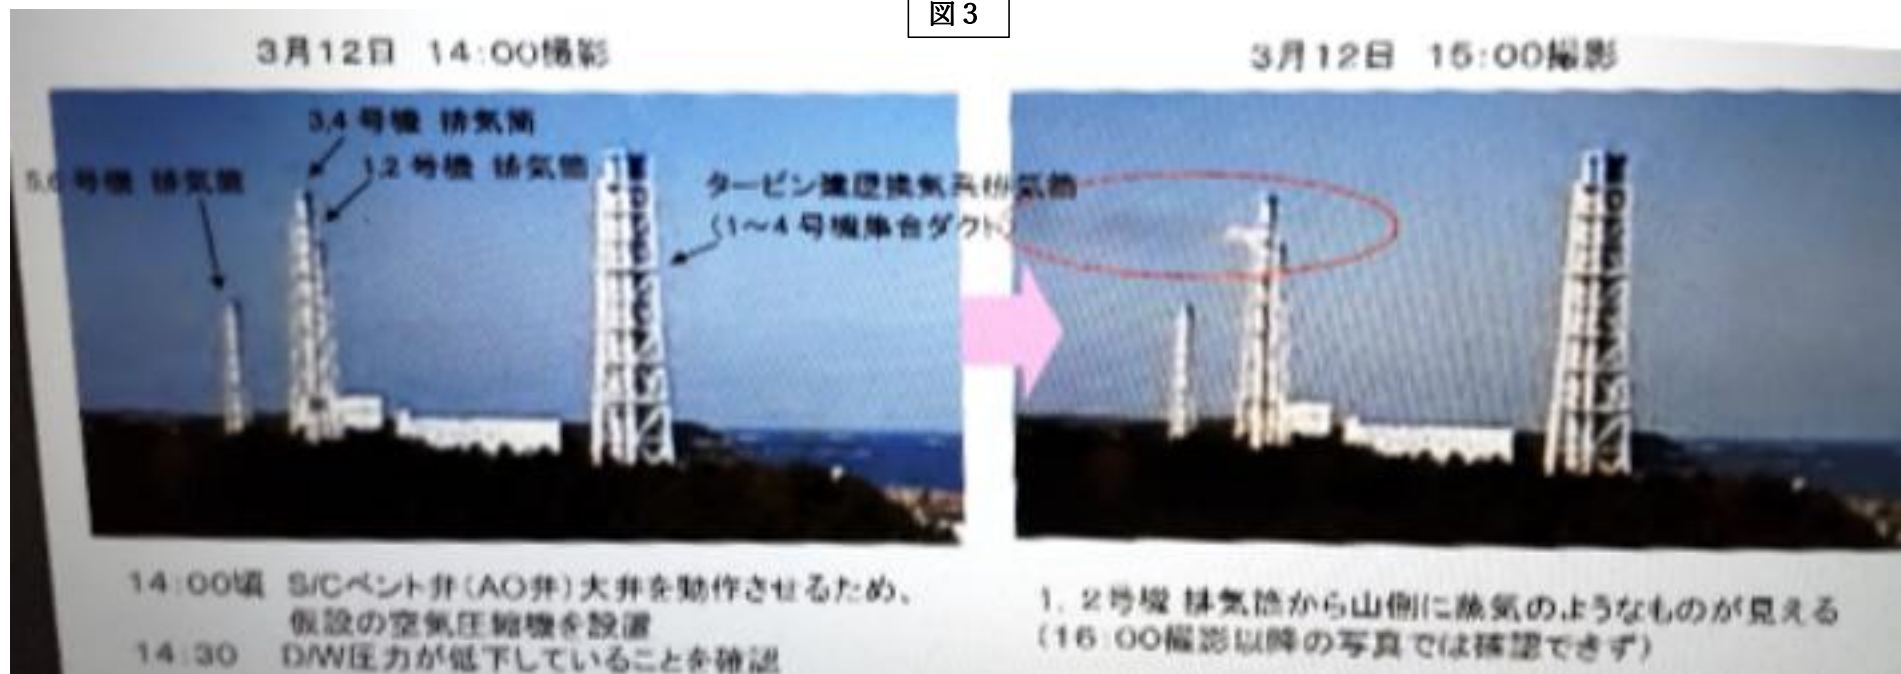 図3
3月12日 14:00撮影
3月12日 15:00撮影
3,4 号機 排気筒
1,2 号機 排気筒
5,6 号機 排気筒
タービン建屋換気系排気筒
(1~4号機集合ダクト)
14:00頃 S/Cベント弁(AO弁)大弁を動作させるため、
仮設の空気圧縮機を設置
14:30 D/W圧力が低下していることを確認
1, 2号機 排気筒から山側に蒸気のようなものが見える
(16:00撮影以降の写真では確認できず)